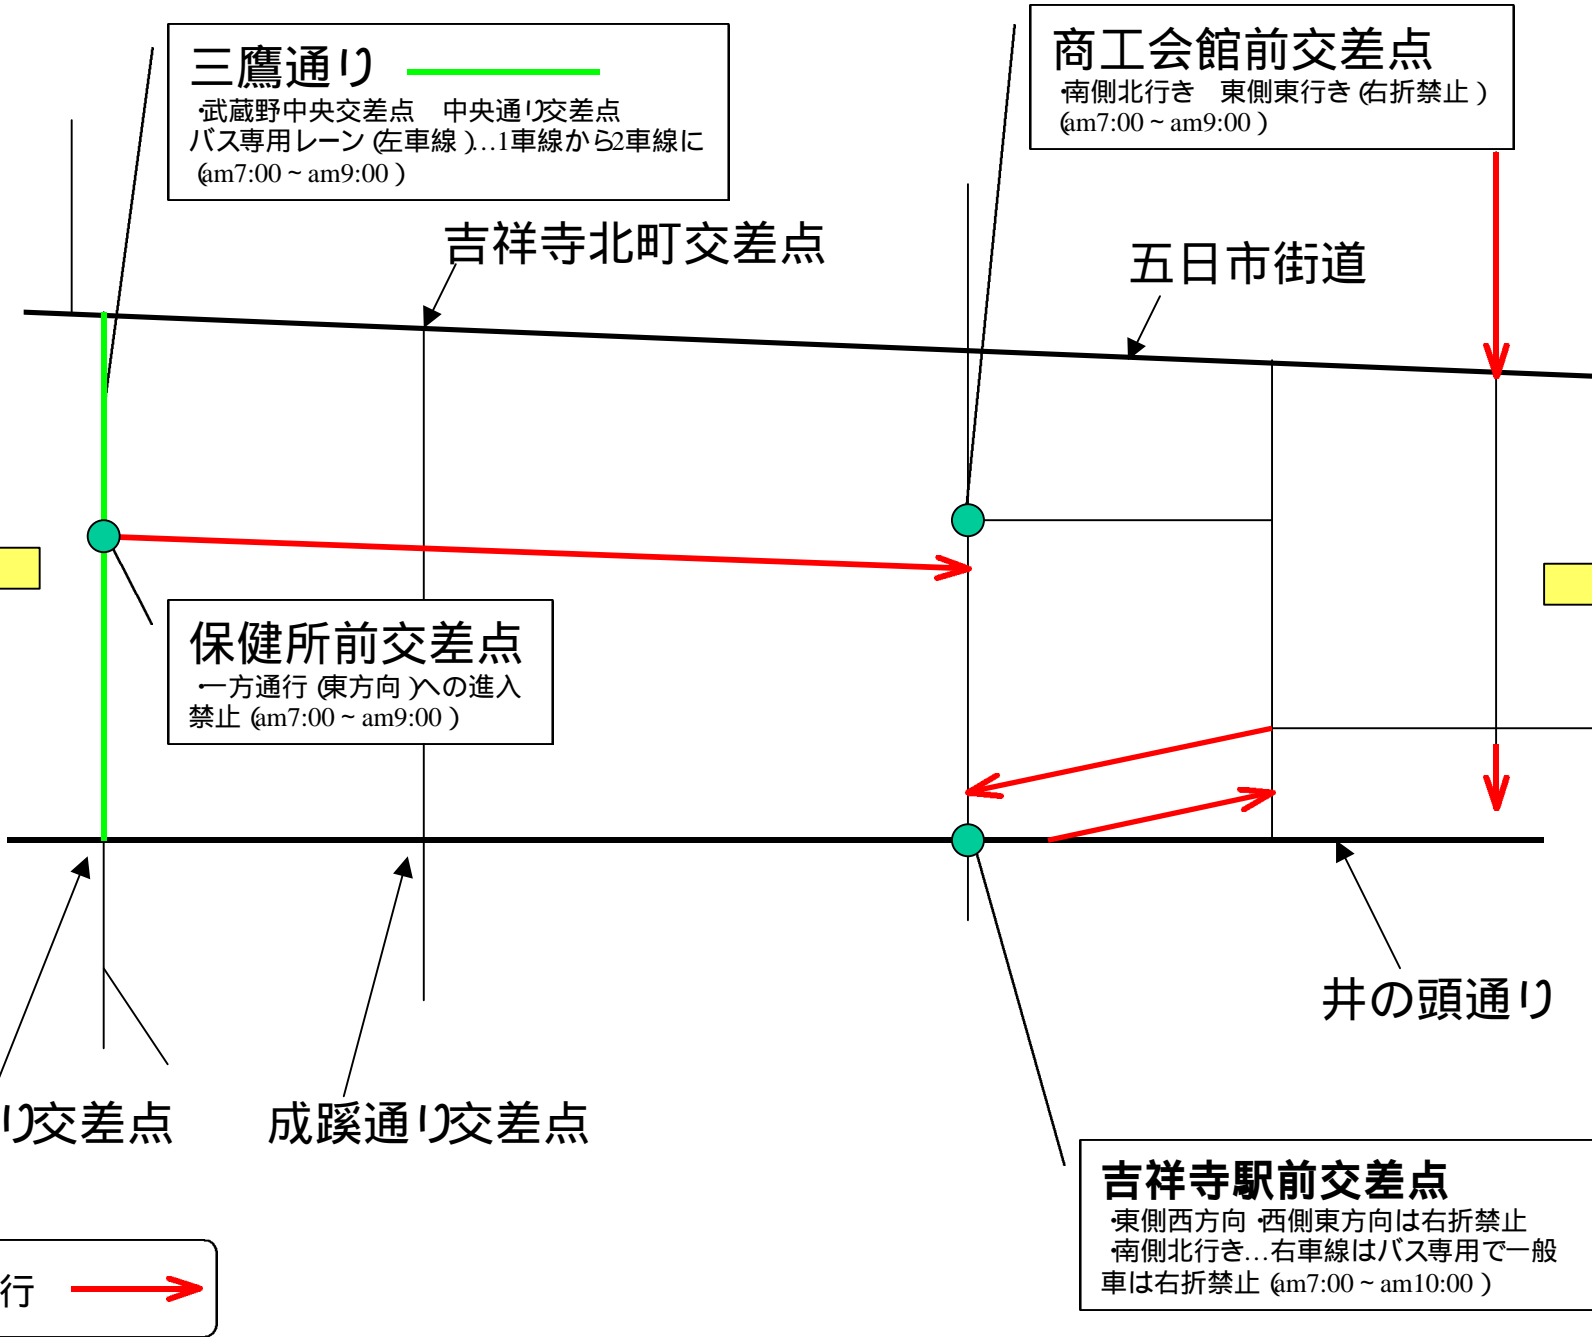 三鷹通り
・武蔵野中央交差点　中央通り交差点
バス専用レーン(左車線)…1車線から2車線に
(am7:00~am9:00)
商工会館前交差点
・南側北行き　東側東行き(右折禁止)
(am7:00~am9:00)
吉祥寺北町交差点
五日市街道
保健所前交差点
・一方通行(東方向)への進入
禁止(am7:00~am9:00)
井の頭通り
り交差点
成蹊通り交差点
吉祥寺駅前交差点
・東側西方向・西側東方向は右折禁止
・南側北行き…右車線はバス専用で一般
車は右折禁止(am7:00~am10:00)
行